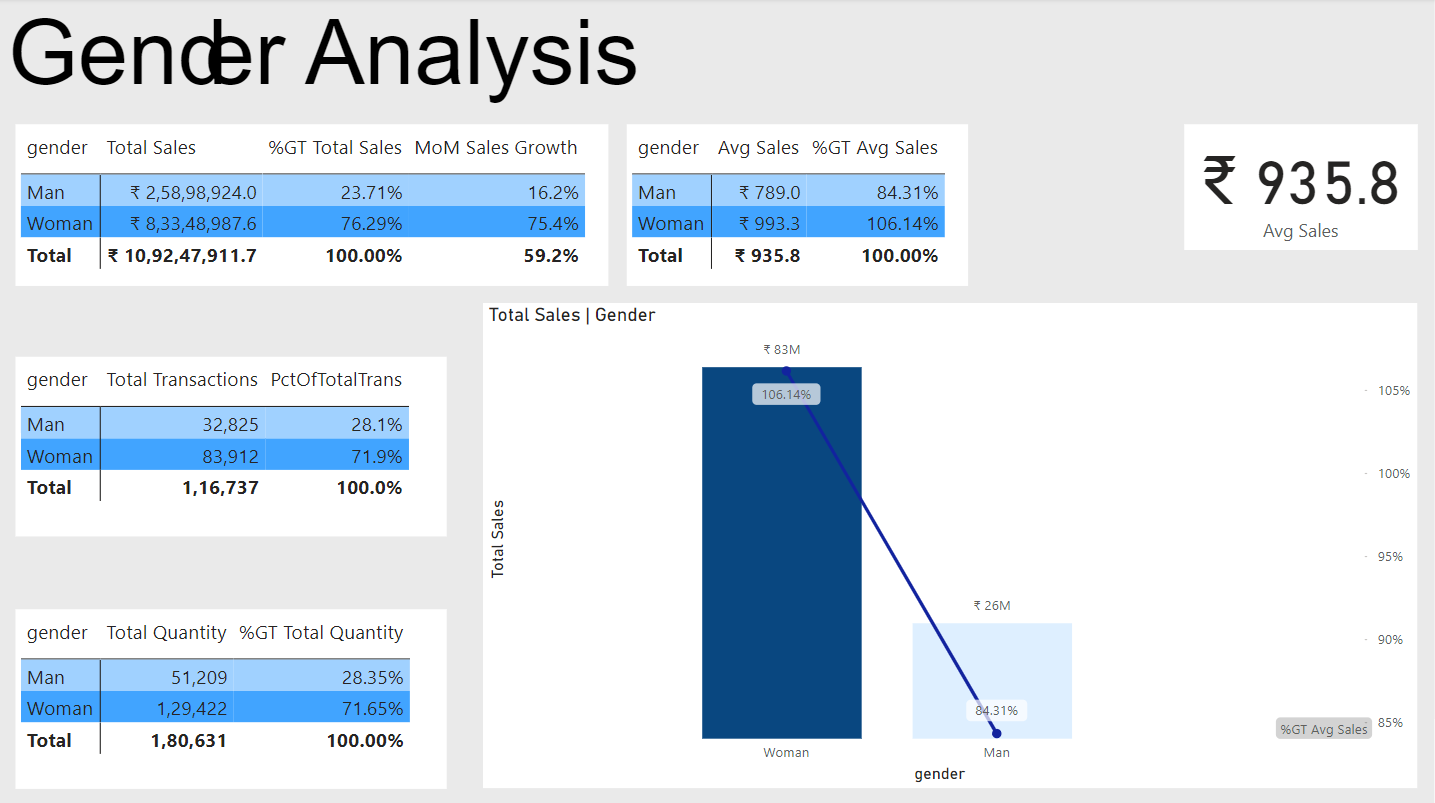 Gender Analysis
gender Total Sales %GT Total Sales MoM Sales Growth
Man ₹ 2,58,98,924.0 23.71% 16.2%
Woman ₹ 8,33,48,987.6 76.29% 75.4%
Total ₹ 10,92,47,911.7 100.00% 59.2%
gender Avg Sales %GT Avg Sales
Man ₹ 789.0 84.31%
Woman ₹ 993.3 106.14%
Total ₹ 935.8 100.00%
₹ 935.8
Avg Sales
gender Total Transactions PctOfTotalTrans
Man 32,825 28.1%
Woman 83,912 71.9%
Total 1,16,737 100.0%
gender Total Quantity %GT Total Quantity
Man 51,209 28.35%
Woman 1,29,422 71.65%
Total 1,80,631 100.00%
Total Sales | Gender
₹ 83M
106.14%
₹ 26M
84.31%
Total Sales
105%
100%
95%
90%
85%
%GT Avg Sales
Woman Man
gender